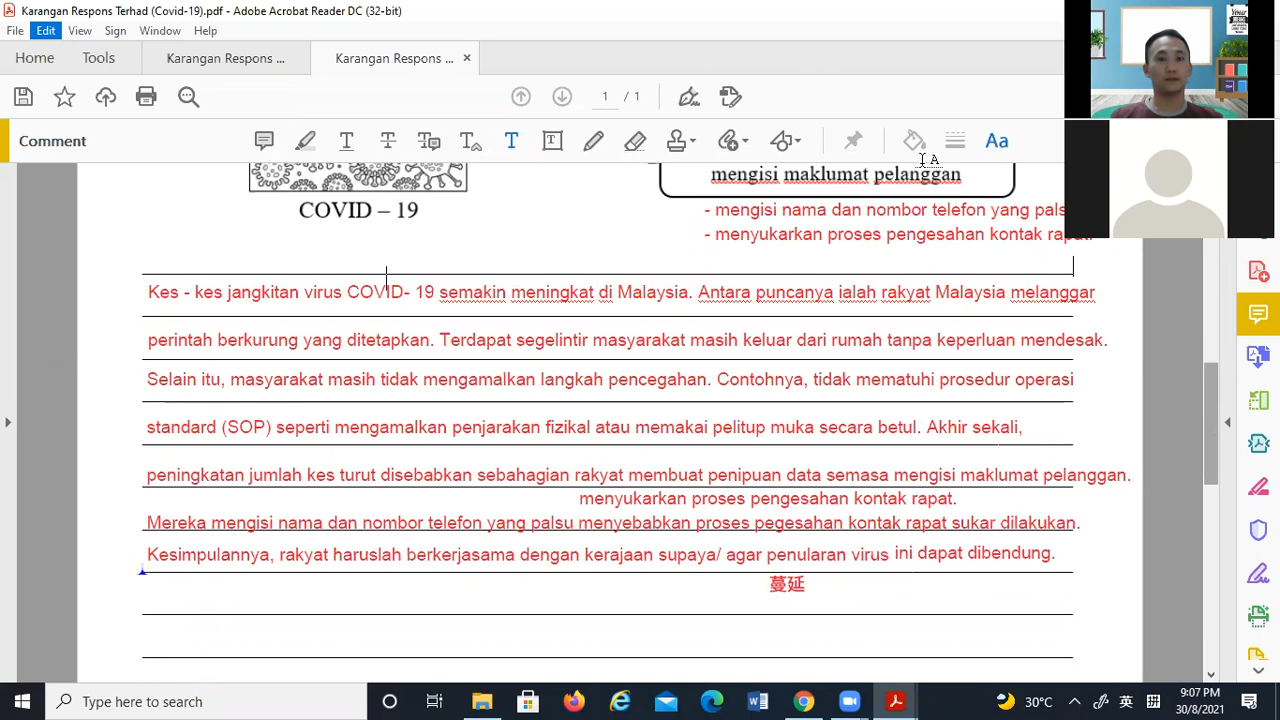 Karangan Respons Terhad (Covid-19).pdf - Adobe Acrobat Reader DC (32-bit)
File Edit View Sign Window Help
Home Tools Karangan Respons ... Karangan Respons ... ×
1 / 1
Comment
Aa
COVID – 19
mengisi maklumat pelanggan
- mengisi nama dan nombor telefon yang pals
- menyukarkan proses pengesahan kontak rapat.
Kes - kes jangkitan virus COVID- 19 semakin meningkat di Malaysia. Antara puncanya ialah rakyat Malaysia melanggar
perintah berkurung yang ditetapkan. Terdapat segelintir masyarakat masih keluar dari rumah tanpa keperluan mendesak.
Selain itu, masyarakat masih tidak mengamalkan langkah pencegahan. Contohnya, tidak mematuhi prosedur operasi
standard (SOP) seperti mengamalkan penjarakan fizikal atau memakai pelitup muka secara betul. Akhir sekali,
peningkatan jumlah kes turut disebabkan sebahagian rakyat membuat penipuan data semasa mengisi maklumat pelanggan.
menyukarkan proses pengesahan kontak rapat.
Mereka mengisi nama dan nombor telefon yang palsu menyebabkan proses pegesahan kontak rapat sukar dilakukan.
Kesimpulannya, rakyat haruslah berkerjasama dengan kerajaan supaya/ agar penularan virus ini dapat dibendung.
蔓延
Type here to search
30°C
英
拼
9:07 PM
30/8/2021